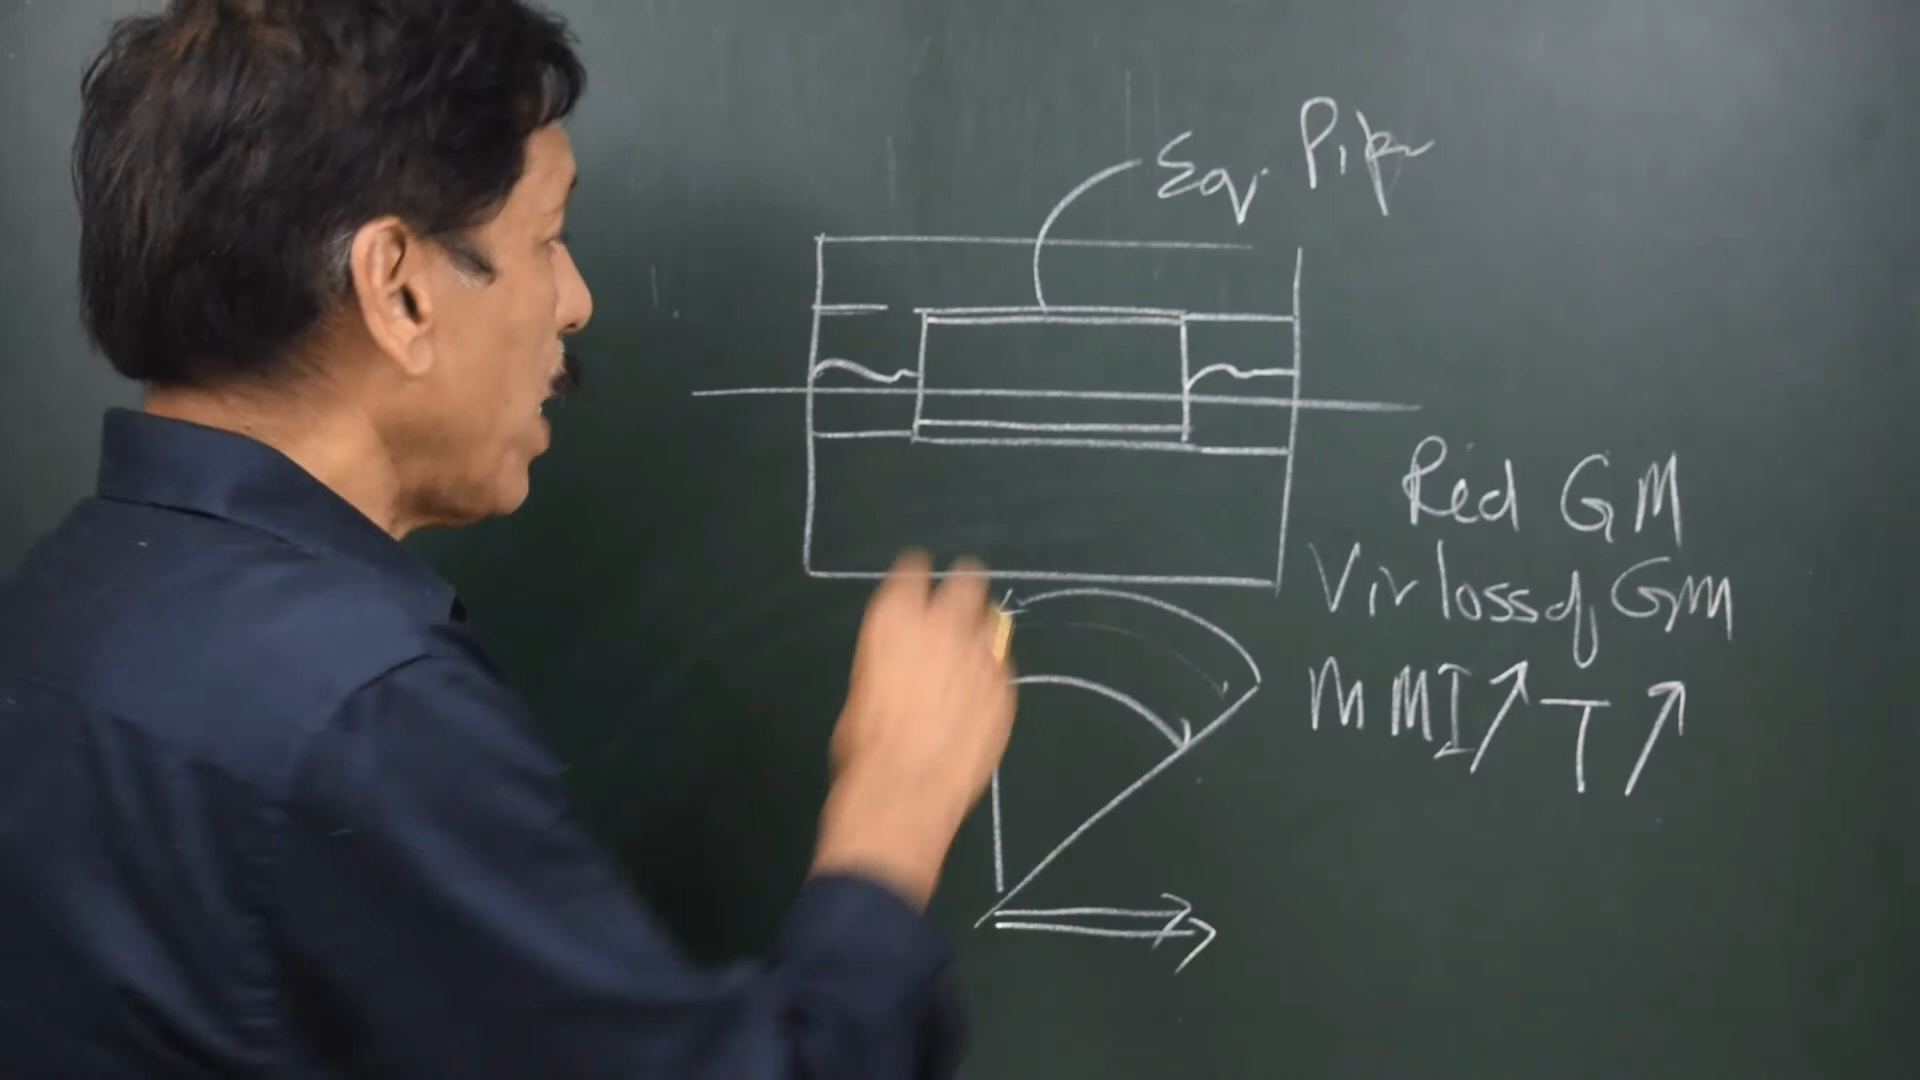 Eq. Pipe
Red GM
Vir loss of GM
MMI↗ T↗